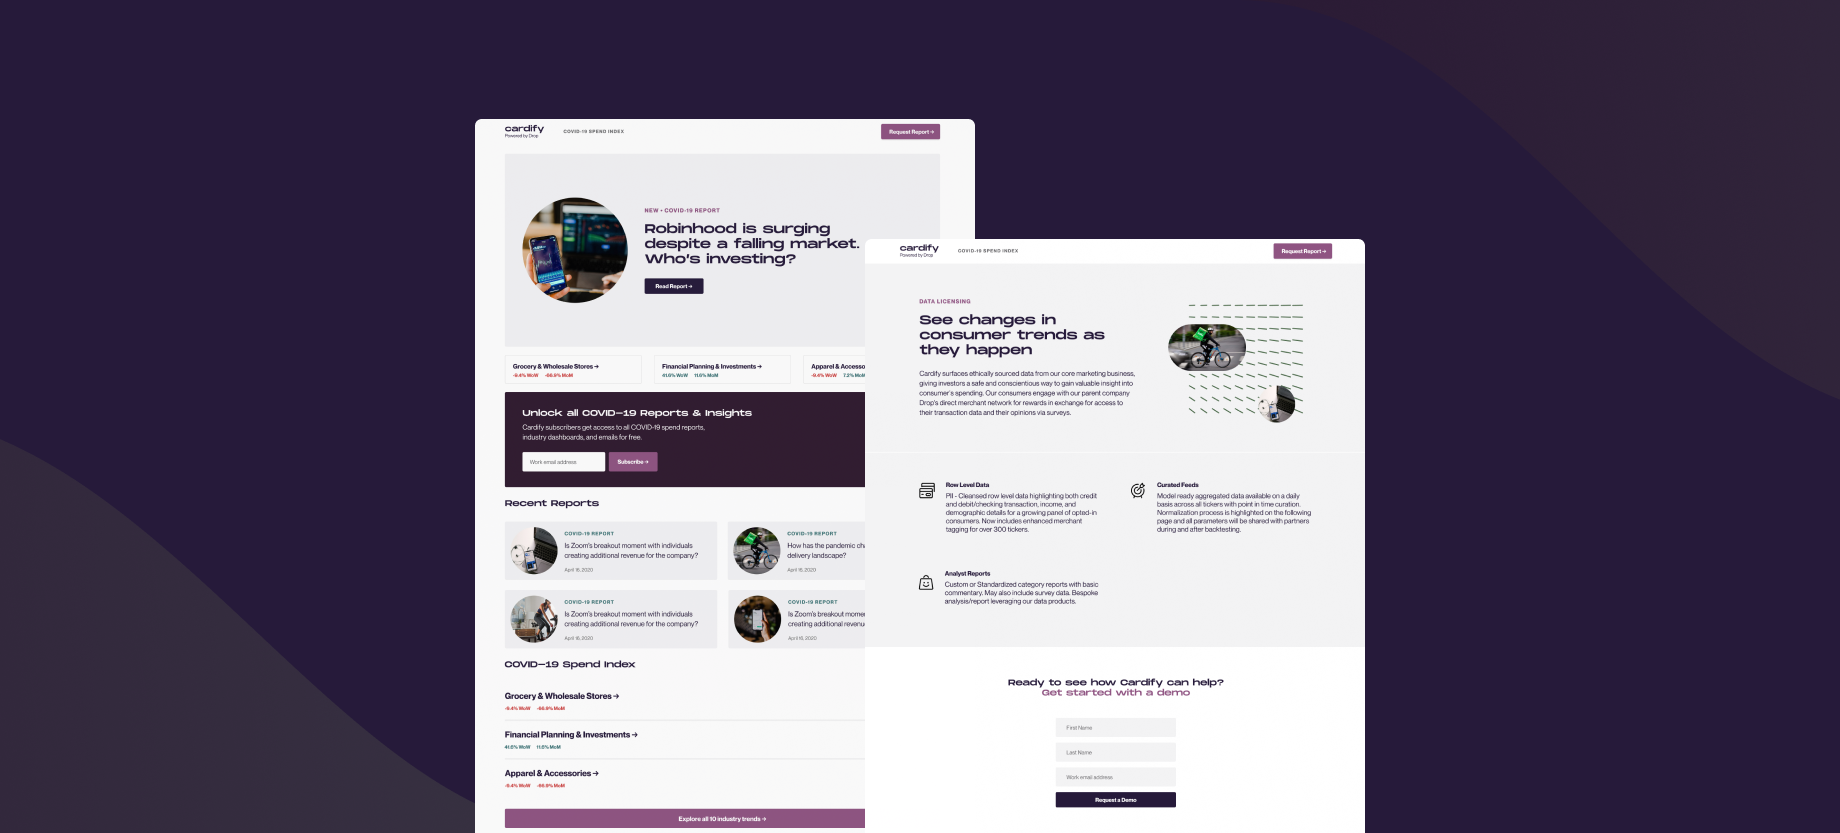 cardify
Powered by Drop
COVID-19 SPEND INDEX
Request Report →
NEW • COVID-19 REPORT
Robinhood is surging
despite a falling market.
Who's investing?
Read Report →
Grocery & Wholesale Stores →
-9.4% WoW -66.9% MoM
Financial Planning & Investments →
41.6% WoW 11.6% MoM
Apparel & Accesso
-9.4% WoW 7.2% MoM
Unlock all COVID-19 Reports & Insights
Cardify subscribers get access to all COVID-19 spend reports,
industry dashboards, and emails for free.
Work email address
Subscribe →
Recent Reports
COVID-19 REPORT
Is Zoom's breakout moment with individuals
creating additional revenue for the company?
April 16, 2020
COVID-19 REPORT
How has the pandemic cha
delivery landscape?
April 16, 2020
COVID-19 REPORT
Is Zoom's breakout moment with individuals
creating additional revenue for the company?
April 16, 2020
COVID-19 REPORT
Is Zoom's breakout mome
creating additional revenu
April 16, 2020
COVID-19 Spend Index
Grocery & Wholesale Stores →
-9.4% WoW -66.9% MoM
Financial Planning & Investments →
41.6% WoW 11.6% MoM
Apparel & Accessories →
-9.4% WoW -66.9% MoM
Explore all 10 industry trends →
cardify
Powered by Drop
COVID-19 SPEND INDEX
Request Report →
DATA LICENSING
See changes in
consumer trends as
they happen
Cardify surfaces ethically sourced data from our core marketing business,
giving investors a safe and conscientious way to gain valuable insight into
consumer's spending. Our consumers engage with our parent company
Drop's direct merchant network for rewards in exchange for access to
their transaction data and their opinions via surveys.
Row Level Data
PII - Cleansed row level data highlighting both credit
and debit/checking transaction, income, and
demographic details for a growing panel of opted-in
consumers. Now includes enhanced merchant
tagging for over 300 tickers.
Curated Feeds
Model ready aggregated data available on a daily
basis across all tickers with point in time curation.
Normalization process is highlighted on the following
page and all parameters will be shared with partners
during and after backtesting.
Analyst Reports
Custom or Standardized category reports with basic
commentary. May also include survey data. Bespoke
analysis/report leveraging our data products.
Ready to see how Cardify can help?
Get started with a demo
First Name
Last Name
Work email address
Request a Demo